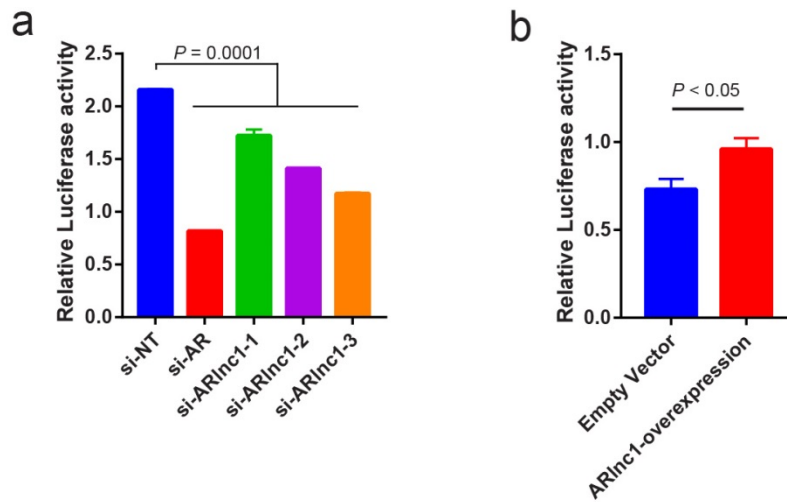 a
Relative Luciferase activity
2.5
2.0
1.5
1.0
0.5
0.0
P = 0.0001
si-NT
si-AR
si-ARlnc1-1
si-ARlnc1-2
si-ARlnc1-3
b
Relative Luciferase activity
1.5
1.0
0.5
0.0
P < 0.05
Empty Vector
ARlnc1-overexpression